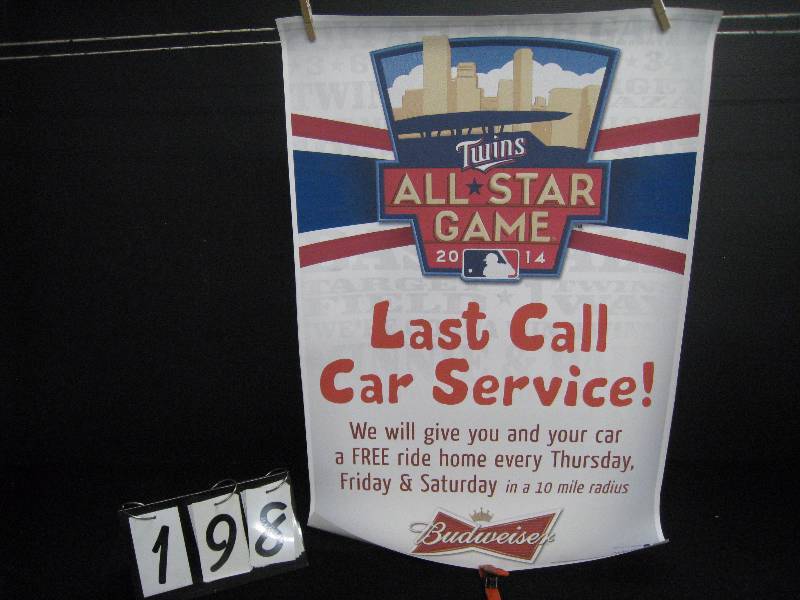 Twins
ALL★STAR
GAME
20 14
Last Call
Car Service!
We will give you and your car
a FREE ride home every Thursday,
Friday & Saturday in a 10 mile radius
Budweiser
198